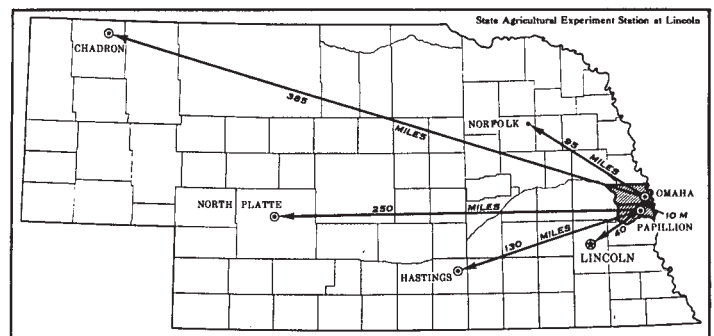 State Agricultural Experiment Station at Lincoln
CHADRON
385 MILES
NORFOLK
95 MILES
OMAHA
NORTH PLATTE
250 MILES
10 M
PAPILLION
40
130 MILES
LINCOLN
HASTINGS